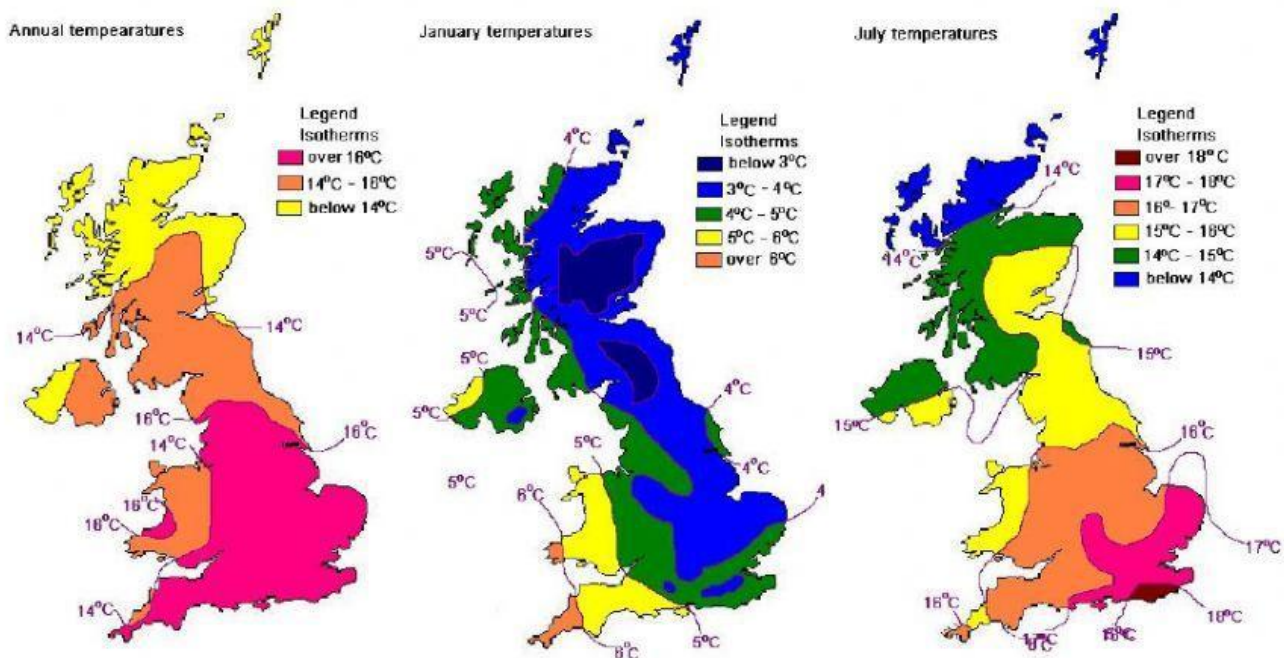 Annual tempearatures
Legend
Isotherms
over 16°C
14°C - 16°C
below 14°C
14°C
14°C
16°C
16°C
14°C
16°C
16°C
14°C
January temperatures
Legend
Isotherms
below 3°C
3°C - 4°C
4°C - 5°C
5°C - 6°C
over 6°C
4°C
5°C
5°C
5°C
5°C
4°C
5°C
4°C
5°C
6°C
4
6°C
5°C
July temperatures
Legend
Isotherms
over 18°C
17°C - 18°C
16°- 17°C
15°C - 16°C
14°C - 15°C
below 14°C
14°C
14°C
15°C
15°C
16°C
17°C
16°C
18°C